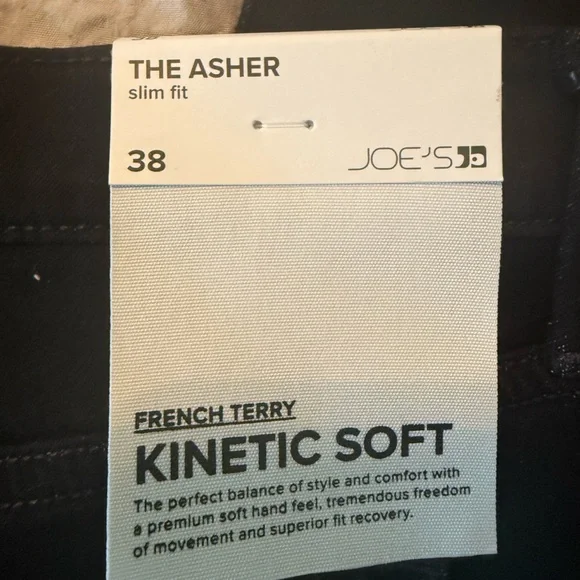 THE ASHER
slim fit
38
JOE'S JD
FRENCH TERRY
KINETIC SOFT
The perfect balance of style and comfort with
a premium soft hand feel, tremendous freedom
of movement and superior fit recovery.